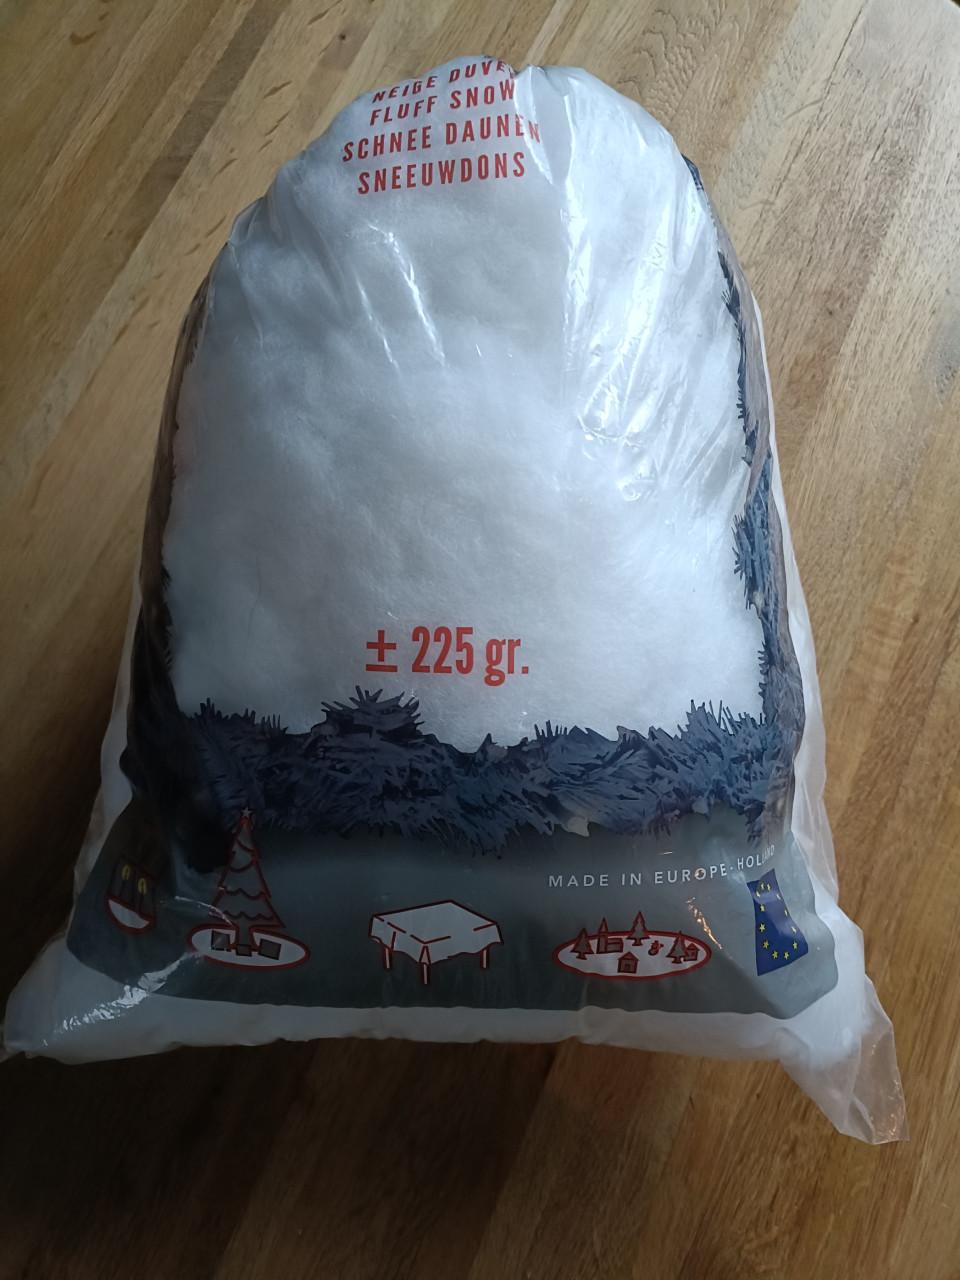 NEIGE DUVET
FLUFF SNOW
SCHNEE DAUNEN
SNEEUWDONS
± 225 gr.
MADE IN EUROPE - HOLLAND